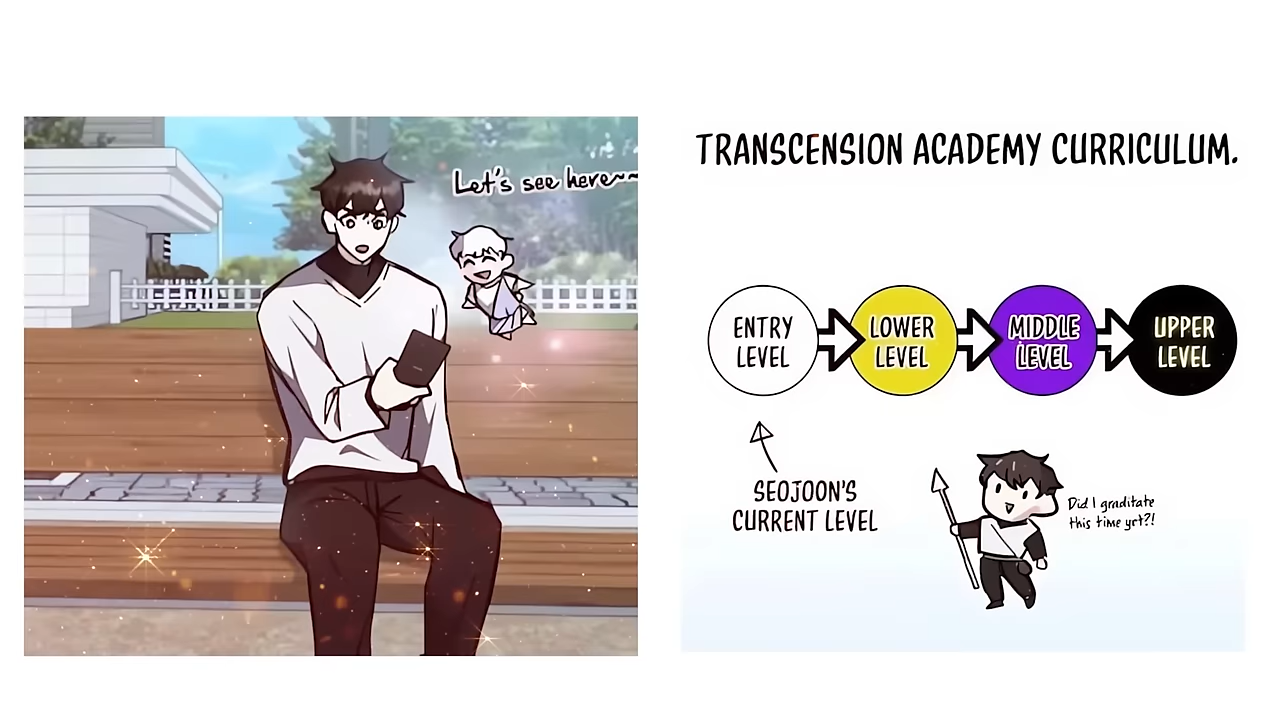 Let's see here~~
TRANSCENSION ACADEMY CURRICULUM.
ENTRY
LEVEL
LOWER
LEVEL
MIDDLE
LEVEL
UPPER
LEVEL
SEOJOON'S
CURRENT LEVEL
Did I graditate
this time yrt?!